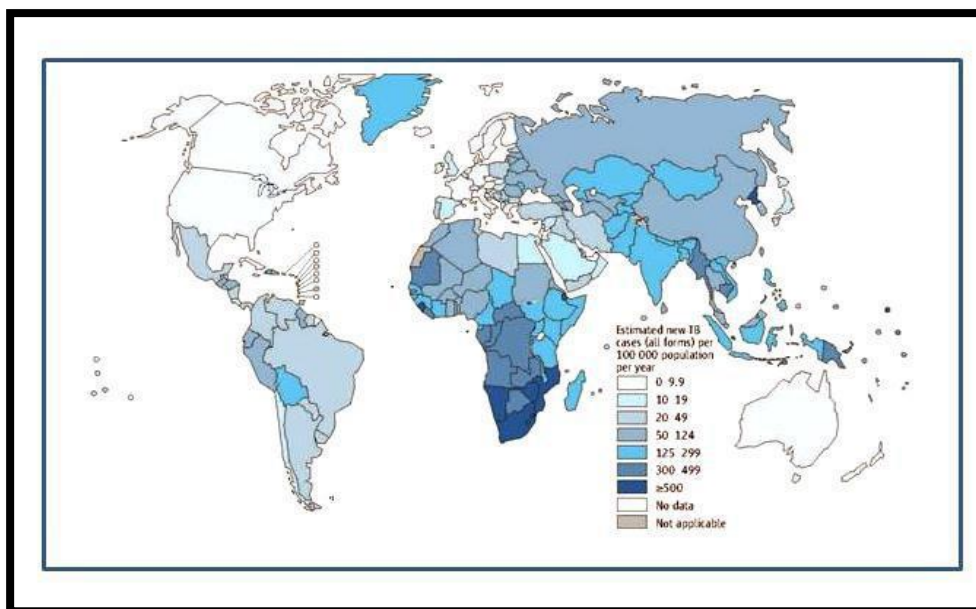 Estimated new IB
cases (all forms) per
100 000 population
per year
0 9.9
10 19
20 49
50 124
125 299
300 499
≥500
No data
Not applicable